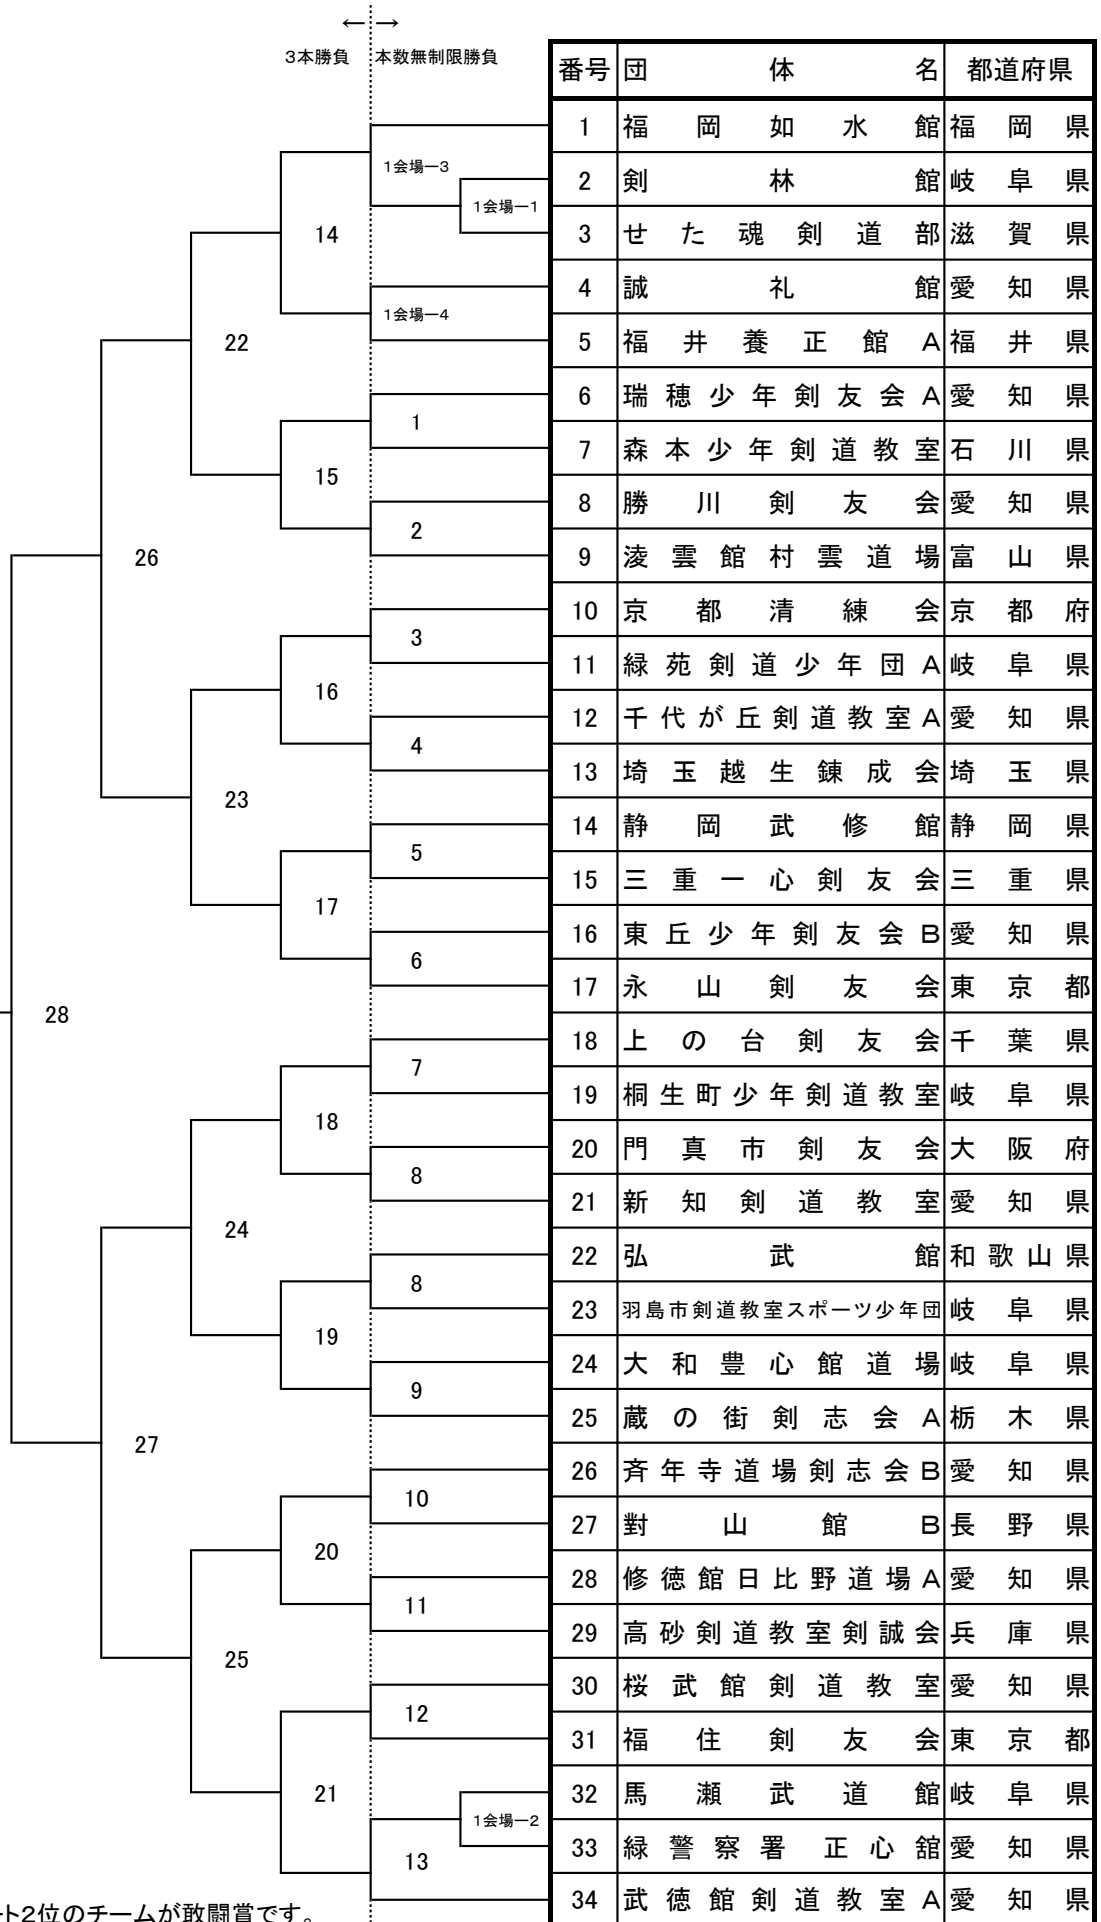 ← →
3本勝負 本数無制限勝負
番号 団体名 都道府県
1 福岡如水館 福岡県
1会場ー3
2 剣林館 岐阜県
1会場ー1
14
3 せた魂剣道部 滋賀県
4 誠礼館 愛知県
1会場ー4
22
5 福井養正館A 福井県
6 瑞穂少年剣友会A 愛知県
1
7 森本少年剣道教室 石川県
15
8 勝川剣友会 愛知県
2
26
9 淩雲館村雲道場 富山県
10 京都清練会 京都府
3
11 緑苑剣道少年団A 岐阜県
16
12 千代が丘剣道教室A 愛知県
4
13 埼玉越生錬成会 埼玉県
23
14 静岡武修館 静岡県
5
15 三重一心剣友会 三重県
17
16 東丘少年剣友会B 愛知県
6
17 永山剣友会 東京都
28
18 上の台剣友会 千葉県
7
19 桐生町少年剣道教室 岐阜県
18
20 門真市剣友会 大阪府
8
21 新知剣道教室 愛知県
24
22 弘武館 和歌山県
8
23 羽島市剣道教室スポーツ少年団 岐阜県
19
24 大和豊心館道場 岐阜県
9
25 蔵の街剣志会A 栃木県
27
26 斉年寺道場剣志会B 愛知県
10
27 對山館B 長野県
20
28 修徳館日比野道場A 愛知県
11
29 高砂剣道教室剣誠会 兵庫県
25
30 桜武館剣道教室 愛知県
12
31 福住剣友会 東京都
21
32 馬瀬武道館 岐阜県
1会場ー2
33 緑警察署 正心舘 愛知県
13
34 武徳館剣道教室A 愛知県
ート2位のチームが敢闘賞です。